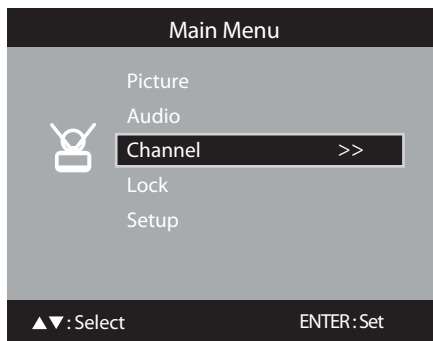 Main Menu
Picture
Audio
Channel >>
Lock
Setup
▲▼: Select ENTER: Set